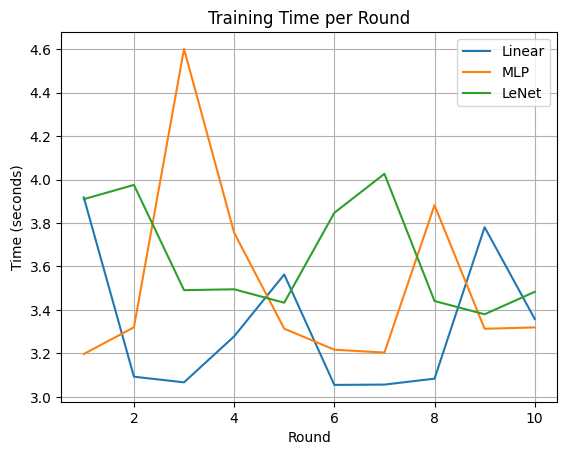 Training Time per Round
Linear
MLP
LeNet
Time (seconds)
4.6
4.4
4.2
4.0
3.8
3.6
3.4
3.2
3.0
2 4 6 8 10
Round